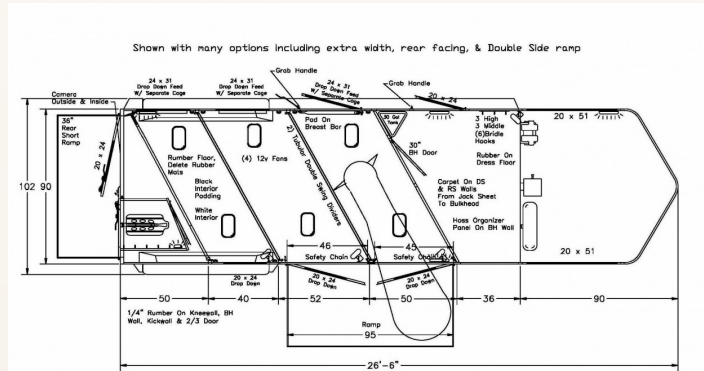 Shown with many options including extra width, rear facing, & Double Side ramp
Camera
Outside & Inside
24 x 31
Drop Down Feed
W/ Separate Cage
24 x 31
Drop Down Feed
W/ Separate Cage
Grab Handle
24 x 31
Drop Down Feed
W/ Separate Cage
Grab Handle
20 x 24
36"
Rear
Short
Ramp
20 x 24
Pad On
Breast Bar
30 Gal
Tank
30"
BH Door
3 High
3 Middle
(6)Bridle
Hooks
Rubber On
Dress Floor
20 x 51
102
90
Rumber Floor,
Delete Rubber
Mats
(4) 12v Fans
Black
Interior
Padding
White
Interior
2) Tubular Double Swing Dividers
Carpet On DS
& RS Walls
From Jack Sheet
To Bulkhead
Hoss Organizer
Panel On BH Wall
46
45
Safety Chain
Safety Chain
20 x 51
20 x 24
Drop Down
20 x 24
Drop Down
20 x 24
Drop Down
50
40
52
50
36
90
1/4" Rumber On Kneewall, BH
Wall, Kickwall & 2/3 Door
Ramp
95
26'-6"